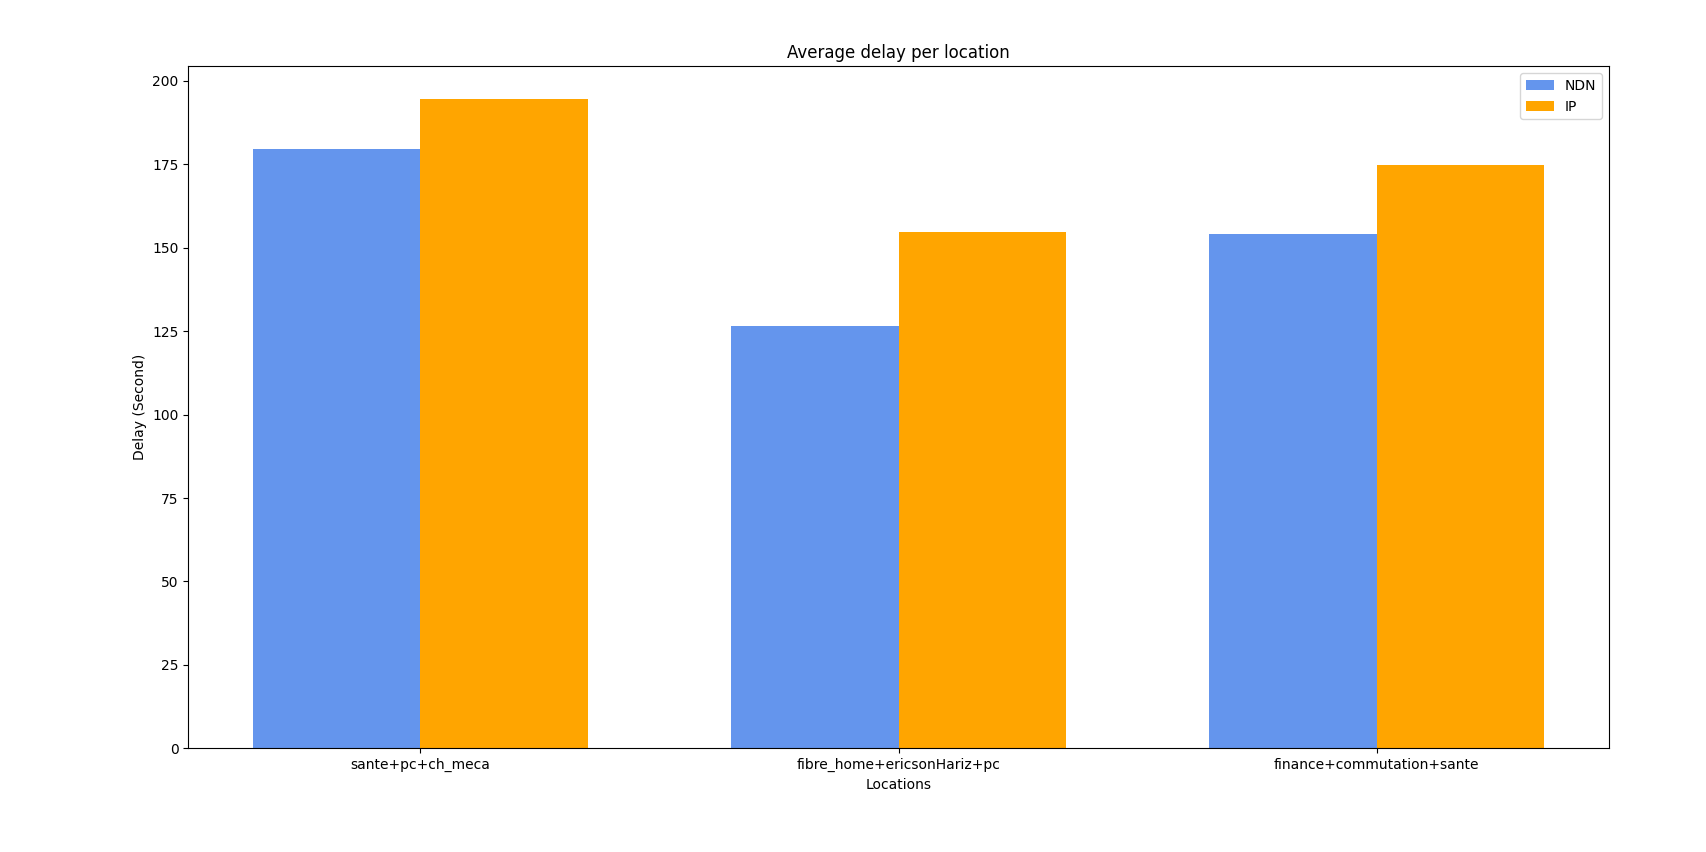 Average delay per location
NDN
IP
200
175
150
125
100
75
50
25
0
Delay (Second)
sante+pc+ch_meca
fibre_home+ericsonHariz+pc
finance+commutation+sante
Locations